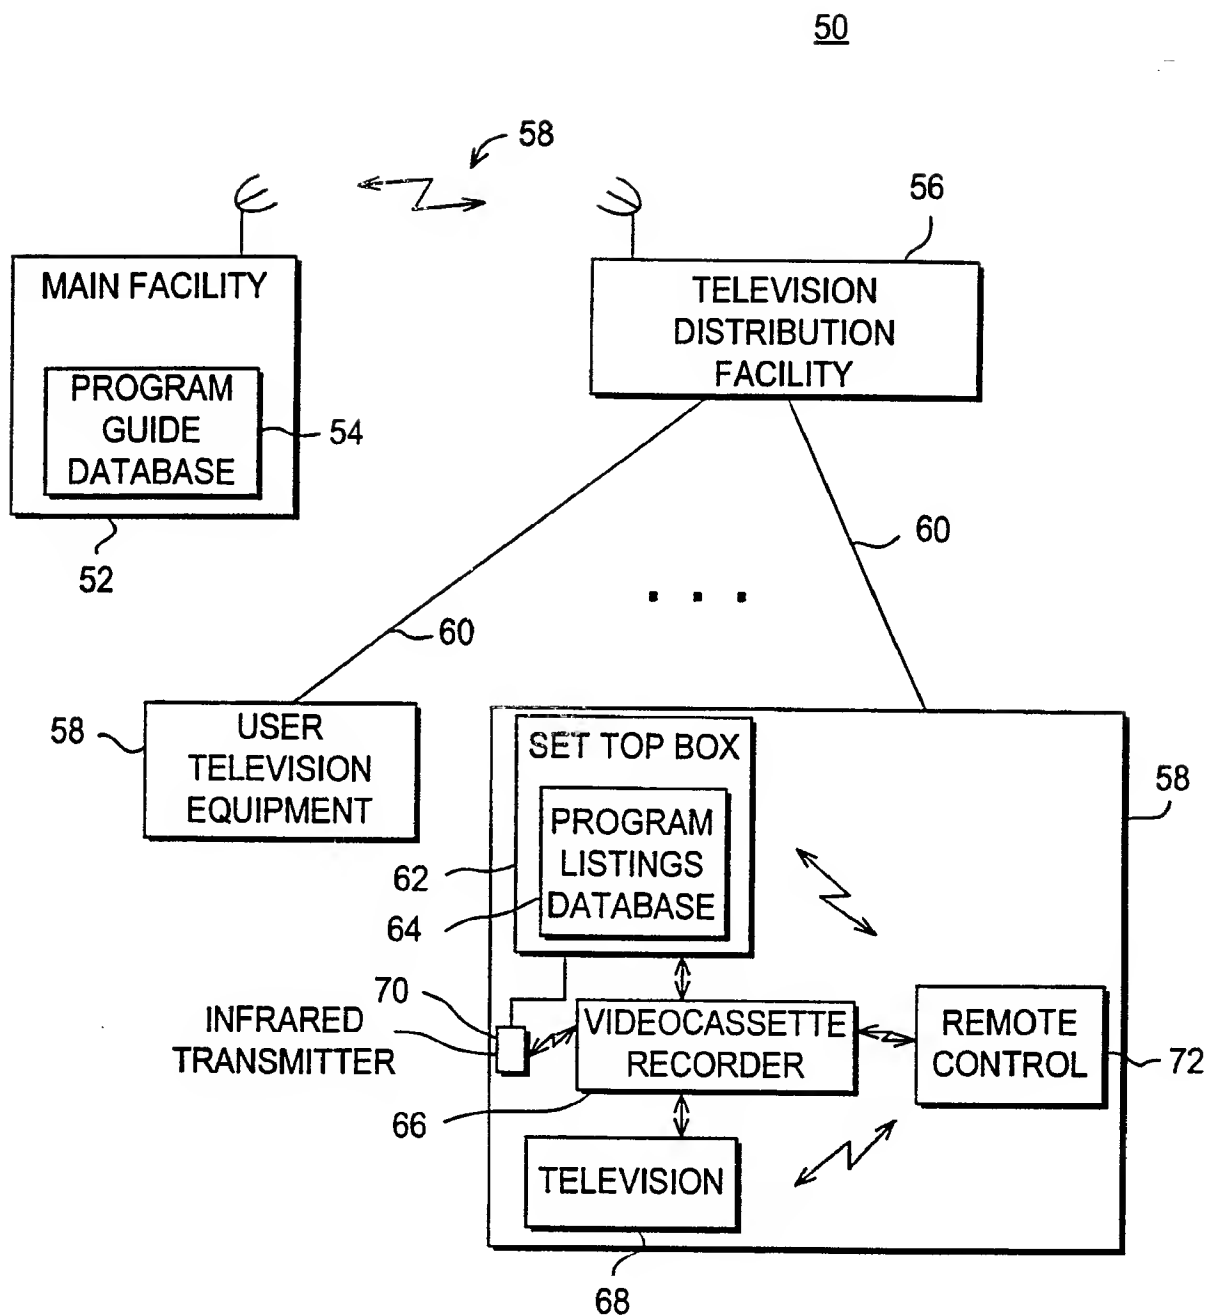 50
58
56
MAIN FACILITY
TELEVISION
DISTRIBUTION
FACILITY
PROGRAM
GUIDE
DATABASE
54
52
60
60
58
USER
TELEVISION
EQUIPMENT
SET TOP BOX
58
PROGRAM
LISTINGS
DATABASE
62
64
70
INFRARED
TRANSMITTER
VIDEOCASSETTE
RECORDER
REMOTE
CONTROL
72
66
TELEVISION
68